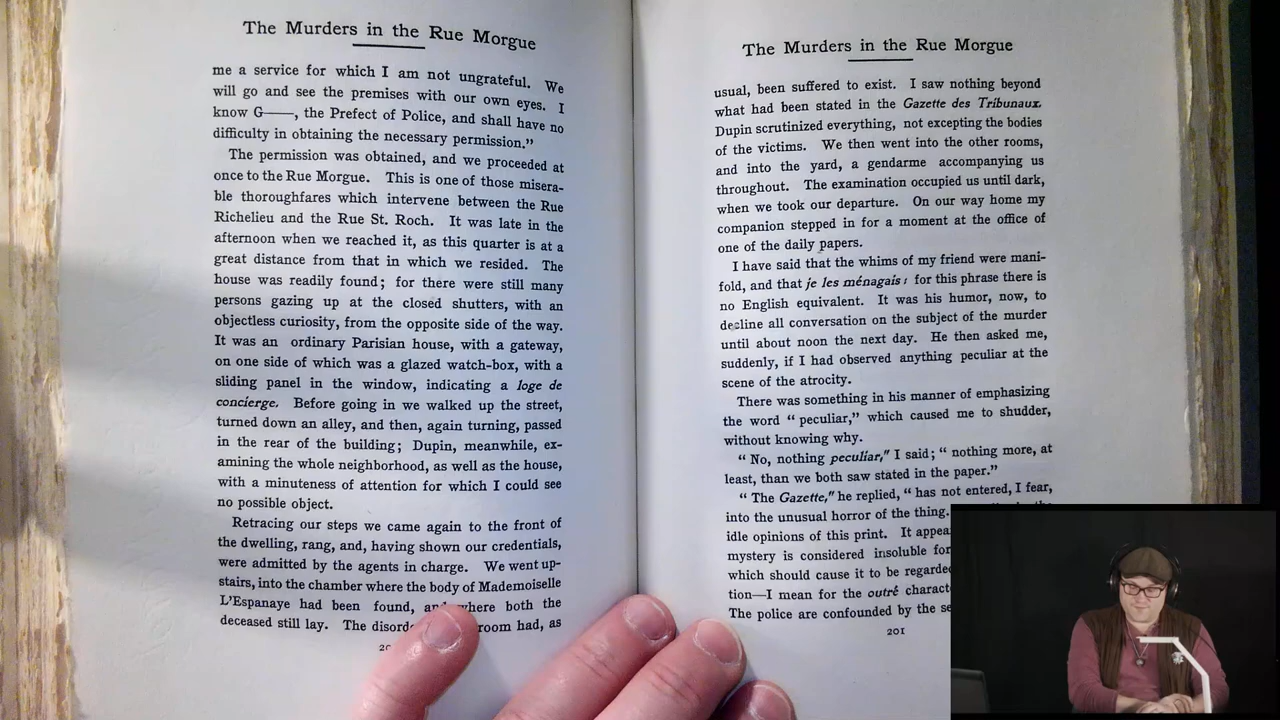 The Murders in the Rue Morgue
me a service for which I am not ungrateful. We
will go and see the premises with our own eyes. I
know G——, the Prefect of Police, and shall have no
difficulty in obtaining the necessary permission.”
The permission was obtained, and we proceeded at
once to the Rue Morgue. This is one of those misera-
ble thoroughfares which intervene between the Rue
Richelieu and the Rue St. Roch. It was late in the
afternoon when we reached it, as this quarter is at a
great distance from that in which we resided. The
house was readily found; for there were still many
persons gazing up at the closed shutters, with an
objectless curiosity, from the opposite side of the way.
It was an ordinary Parisian house, with a gateway,
on one side of which was a glazed watch-box, with a
sliding panel in the window, indicating a loge de
concierge. Before going in we walked up the street,
turned down an alley, and then, again turning, passed
in the rear of the building; Dupin, meanwhile, ex-
amining the whole neighborhood, as well as the house,
with a minuteness of attention for which I could see
no possible object.
Retracing our steps we came again to the front of
the dwelling, rang, and, having shown our credentials,
were admitted by the agents in charge. We went up-
stairs, into the chamber where the body of Mademoiselle
L’Espanaye had been found, and where both the
deceased still lay. The room had, as
The Murders in the Rue Morgue
usual, been suffered to exist. I saw nothing beyond
what had been stated in the Gazette des Tribunaux.
Dupin scrutinized everything, not excepting the bodies
of the victims. We then went into the other rooms,
and into the yard, a gendarme accompanying us
throughout. The examination occupied us until dark,
when we took our departure. On our way home my
companion stepped in for a moment at the office of
one of the daily papers.
I have said that the whims of my friend were mani-
fold, and that je les ménagais: for this phrase there is
no English equivalent. It was his humor, now, to
decline all conversation on the subject of the murder
until about noon the next day. He then asked me,
suddenly, if I had observed anything peculiar at the
scene of the atrocity.
There was something in his manner of emphasizing
the word “ peculiar,” which caused me to shudder,
without knowing why.
“ No, nothing peculiar,” I said; “ nothing more, at
least, than we both saw stated in the paper.”
“ The Gazette,” he replied, “ has not entered, I fear,
into the unusual horror of the thing.
idle opinions of this print. It
mystery is considered insoluble for
which should cause it to be
tion—I mean for the outré
The police are confounded by the
201